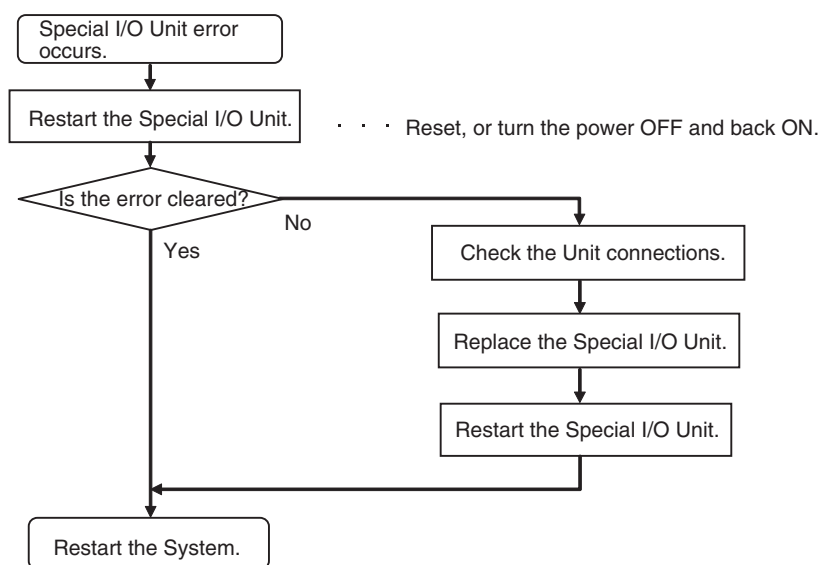 Special I/O Unit error
occurs.
Restart the Special I/O Unit.
· · · Reset, or turn the power OFF and back ON.
Is the error cleared?
No
Yes
Check the Unit connections.
Replace the Special I/O Unit.
Restart the Special I/O Unit.
Restart the System.